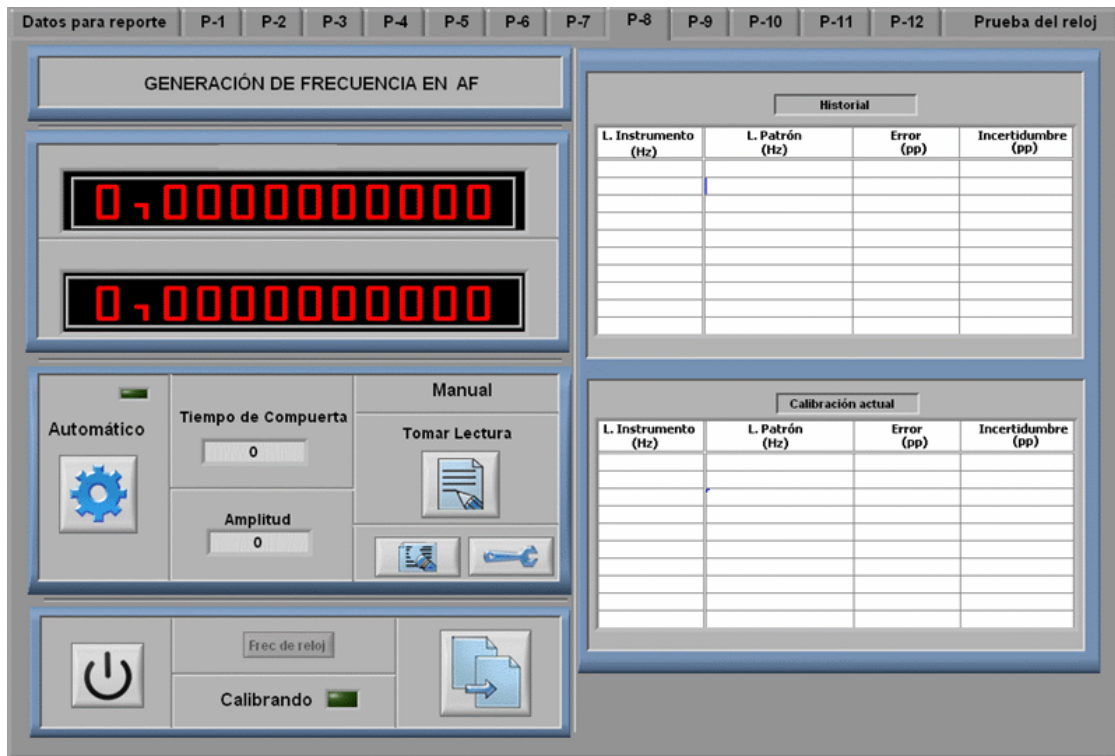 Datos para reporte P-1 P-2 P-3 P-4 P-5 P-6 P-7 P-8 P-9 P-10 P-11 P-12 Prueba del reloj
GENERACIÓN DE FRECUENCIA EN AF
0,0000000000
0,0000000000
Automático
Tiempo de Compuerta
0
Amplitud
0
Manual
Tomar Lectura
Frec de reloj
Calibrando
Historial
L. Instrumento (Hz) L. Patrón (Hz) Error (pp) Incertidumbre (pp)
Calibración actual
L. Instrumento (Hz) L. Patrón (Hz) Error (pp) Incertidumbre (pp)